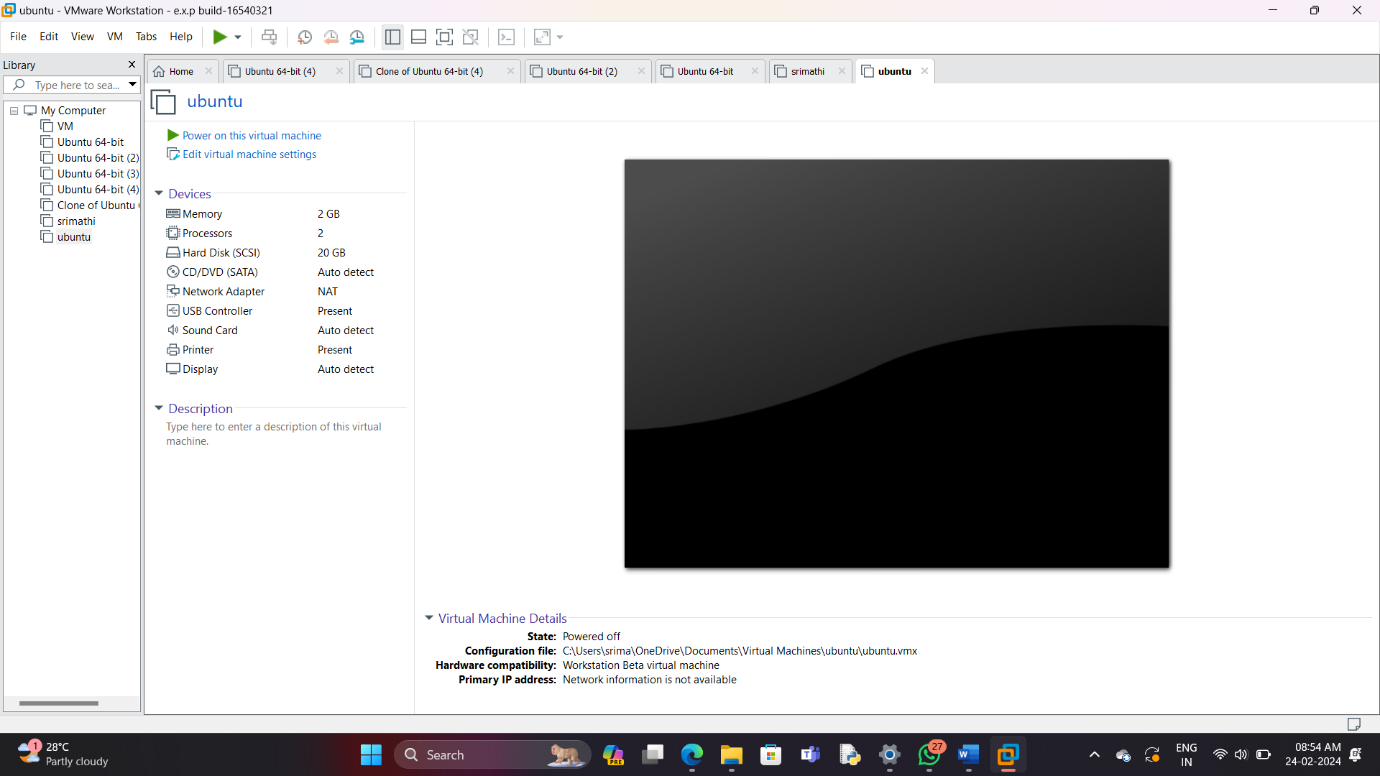 ubuntu - VMware Workstation - e.x.p build-16540321
File Edit View VM Tabs Help
Library
Type here to sea...
My Computer
VM
Ubuntu 64-bit
Ubuntu 64-bit (2)
Ubuntu 64-bit (3)
Ubuntu 64-bit (4)
Clone of Ubuntu
srimathi
ubuntu
Home Ubuntu 64-bit (4) Clone of Ubuntu 64-bit (4) Ubuntu 64-bit (2) Ubuntu 64-bit srimathi ubuntu
ubuntu
Power on this virtual machine
Edit virtual machine settings
Devices
Memory 2 GB
Processors 2
Hard Disk (SCSI) 20 GB
CD/DVD (SATA) Auto detect
Network Adapter NAT
USB Controller Present
Sound Card Auto detect
Printer Present
Display Auto detect
Description
Type here to enter a description of this virtual
machine.
Virtual Machine Details
State: Powered off
Configuration file: C:\Users\srima\OneDrive\Documents\Virtual Machines\ubuntu\ubuntu.vmx
Hardware compatibility: Workstation Beta virtual machine
Primary IP address: Network information is not available
1
28°C
Partly cloudy
Search
PRE
27
ENG
IN
08:54 AM
24-02-2024